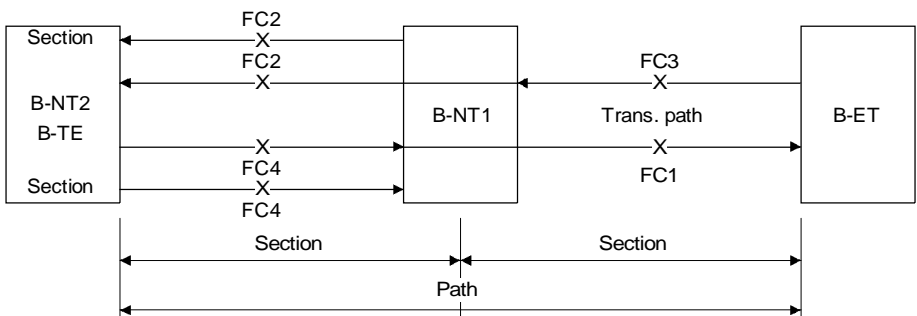 FC2
Section
X
FC2
FC3
X
X
B-NT2
B-TE
B-NT1
Trans. path
B-ET
X
X
FC4
FC1
Section
X
FC4
Section
Section
Path